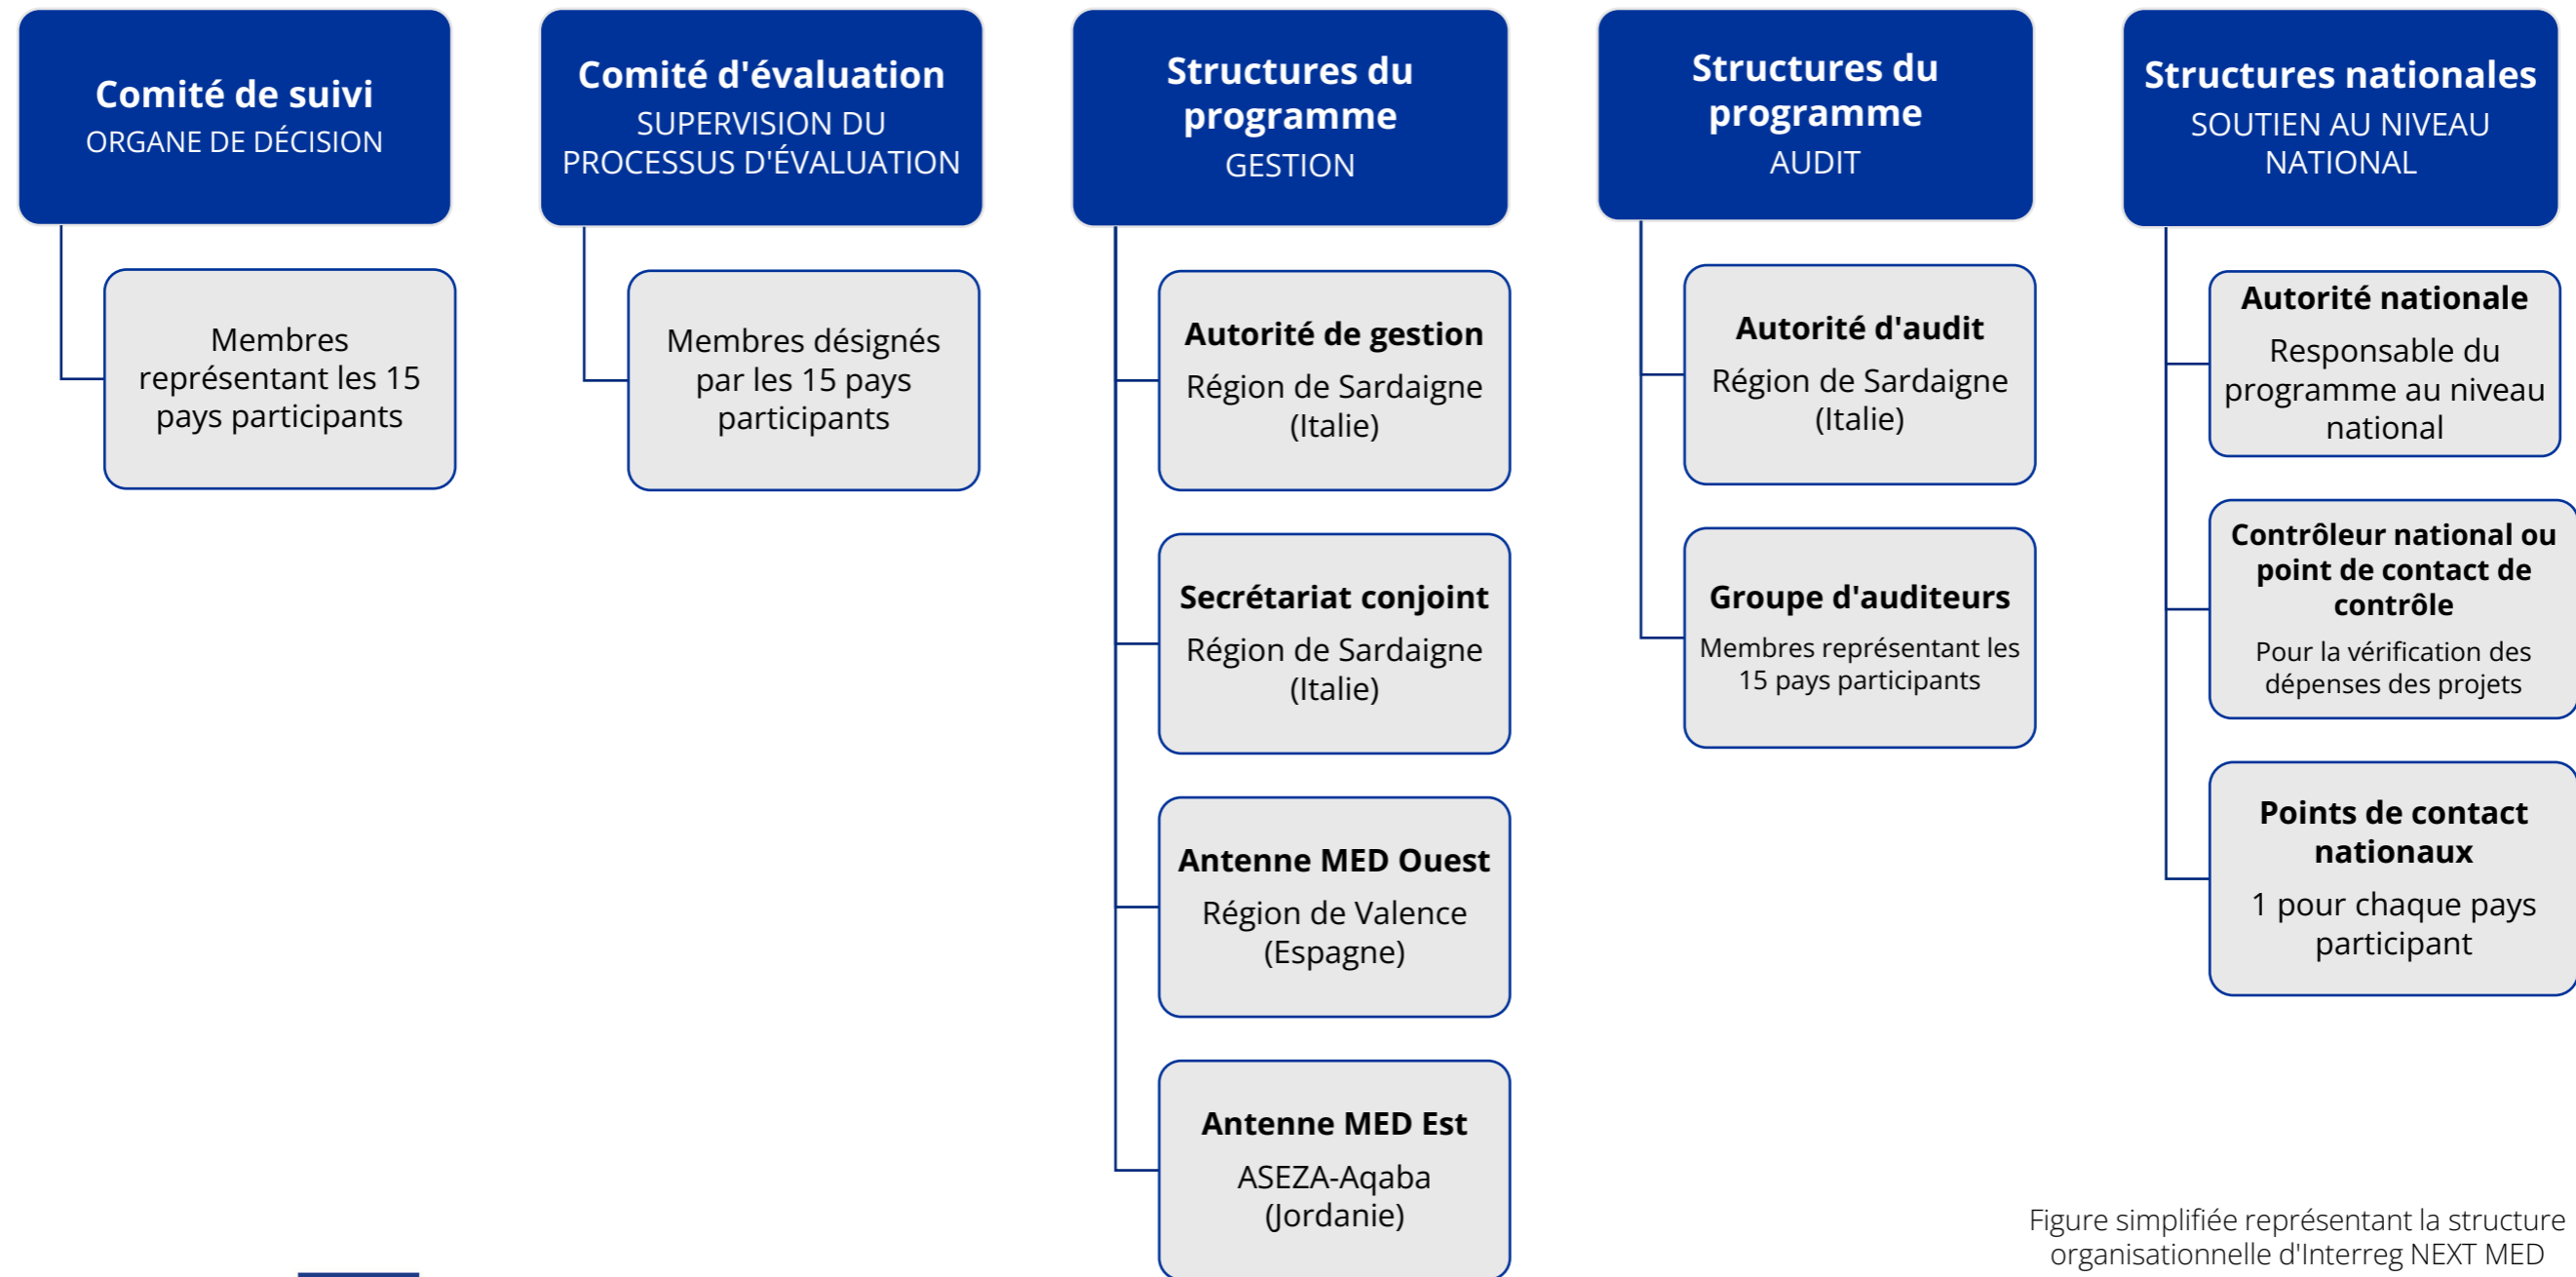 Comité de suivi
ORGANE DE DÉCISION
Membres
représentant les 15
pays participants
Comité d'évaluation
SUPERVISION DU
PROCESSUS D'ÉVALUATION
Membres désignés
par les 15 pays
participants
Structures du
programme
GESTION
Autorité de gestion
Région de Sardaigne
(Italie)
Secrétariat conjoint
Région de Sardaigne
(Italie)
Antenne MED Ouest
Région de Valence
(Espagne)
Antenne MED Est
ASEZA-Aqaba
(Jordanie)
Structures du
programme
AUDIT
Autorité d'audit
Région de Sardaigne
(Italie)
Groupe d'auditeurs
Membres représentant les
15 pays participants
Structures nationales
SOUTIEN AU NIVEAU
NATIONAL
Autorité nationale
Responsable du
programme au niveau
national
Contrôleur national ou
point de contact de
contrôle
Pour la vérification des
dépenses des projets
Points de contact
nationaux
1 pour chaque pays
participant
Figure simplifiée représentant la structure
organisationnelle d'Interreg NEXT MED